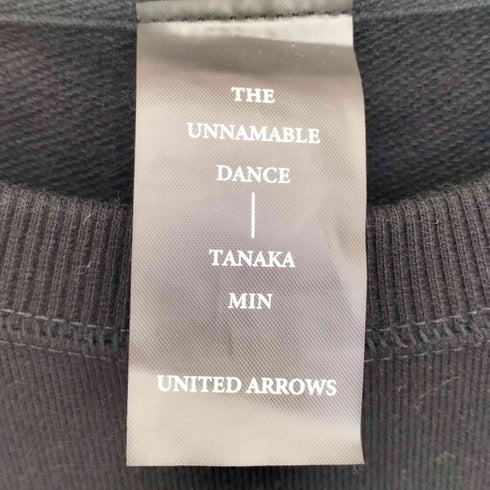 THE
UNNAMABLE
DANCE
|
TANAKA
MIN
UNITED ARROWS